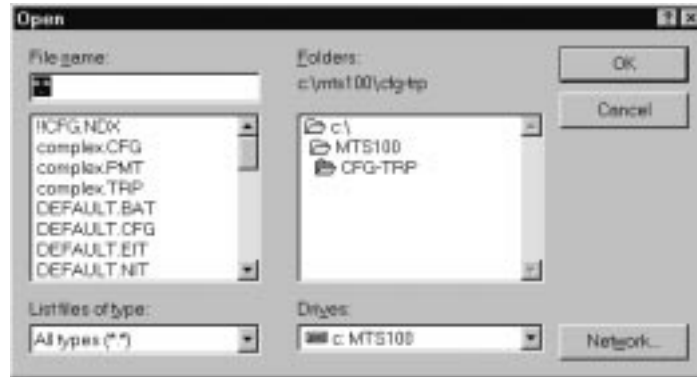 Open
File name:
*.*
!!CFG.NDX
complex.CFG
complex.PMT
complex.TRP
DEFAULT.BAT
DEFAULT.CFG
DEFAULT.EIT
DEFAULT.NIT
List files of type:
All types (*.*)
Folders:
c:\mts100\cfg-trp
c:\
MTS100
CFG-TRP
Drives:
c: MTS100
OK
Cancel
Network...